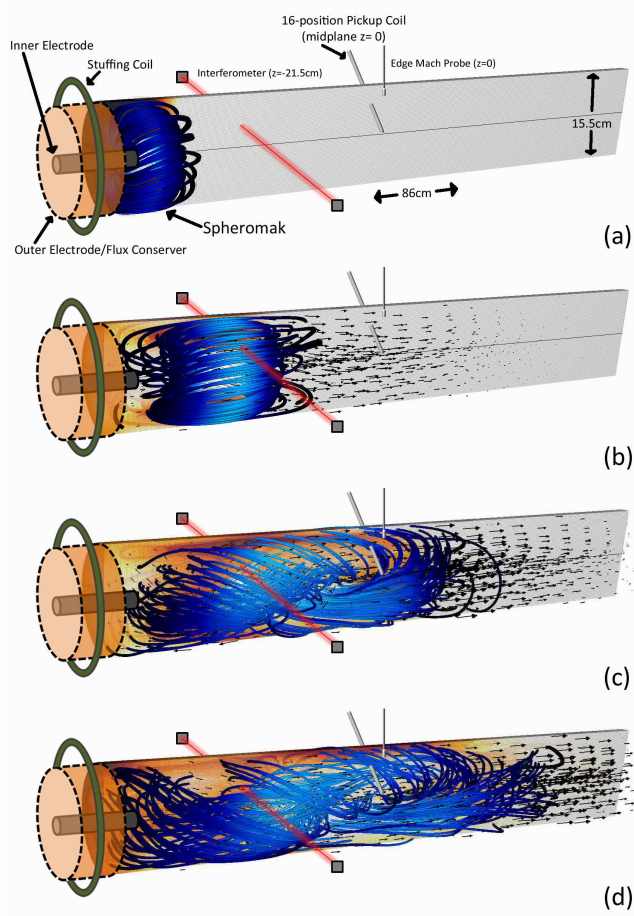 16-position Pickup Coil
(midplane z= 0)
Inner Electrode
Stuffing Coil
Interferometer (z=-21.5cm)
Edge Mach Probe (z=0)
15.5cm
86cm
Spheromak
Outer Electrode/Flux Conserver
(a)
(b)
(c)
(d)